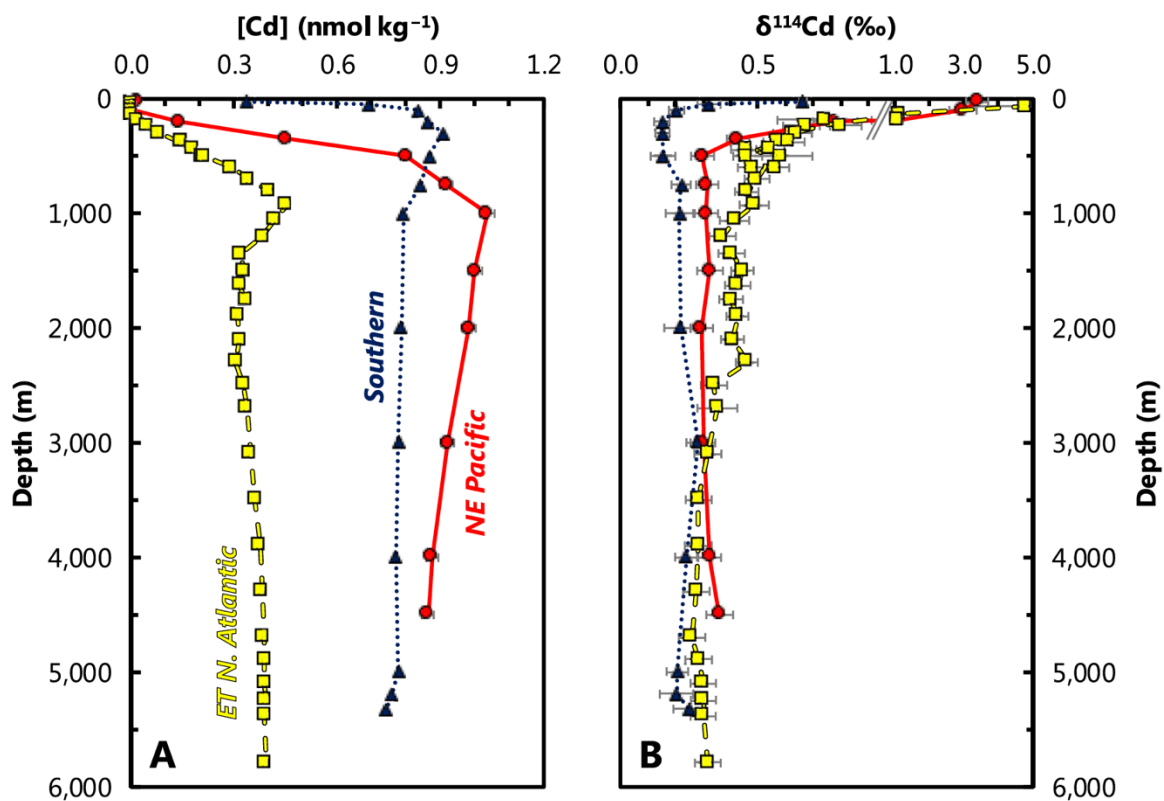 [Cd] (nmol kg⁻¹)
δ¹¹⁴Cd (‰)
0.0 0.3 0.6 0.9 1.2
0.0 0.5 1.0 3.0 5.0
0
1,000
2,000
3,000
4,000
5,000
6,000
Depth (m)
Southern
NE Pacific
ET N. Atlantic
A
B
0
1,000
2,000
3,000
4,000
5,000
6,000
Depth (m)